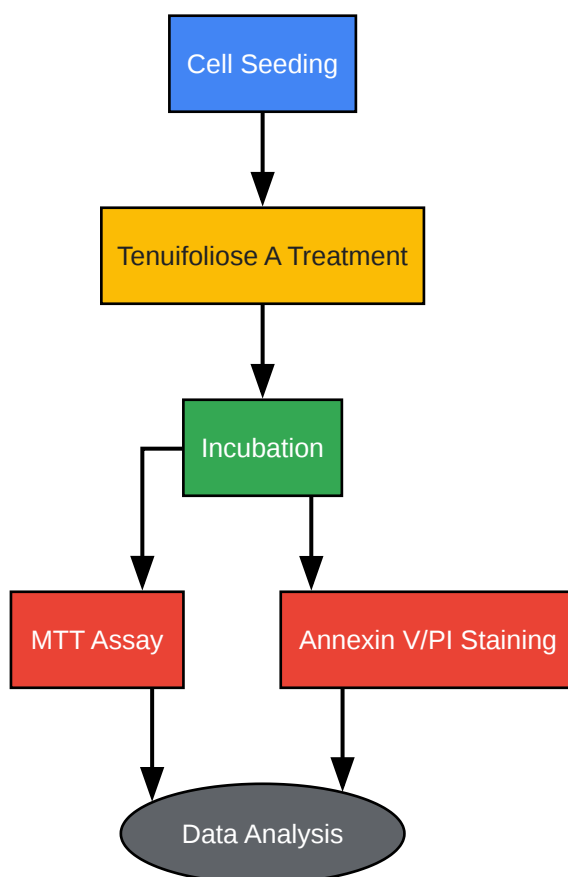 Cell Seeding
Tenuifoliose A Treatment
Incubation
MTT Assay
Annexin V/PI Staining
Data Analysis